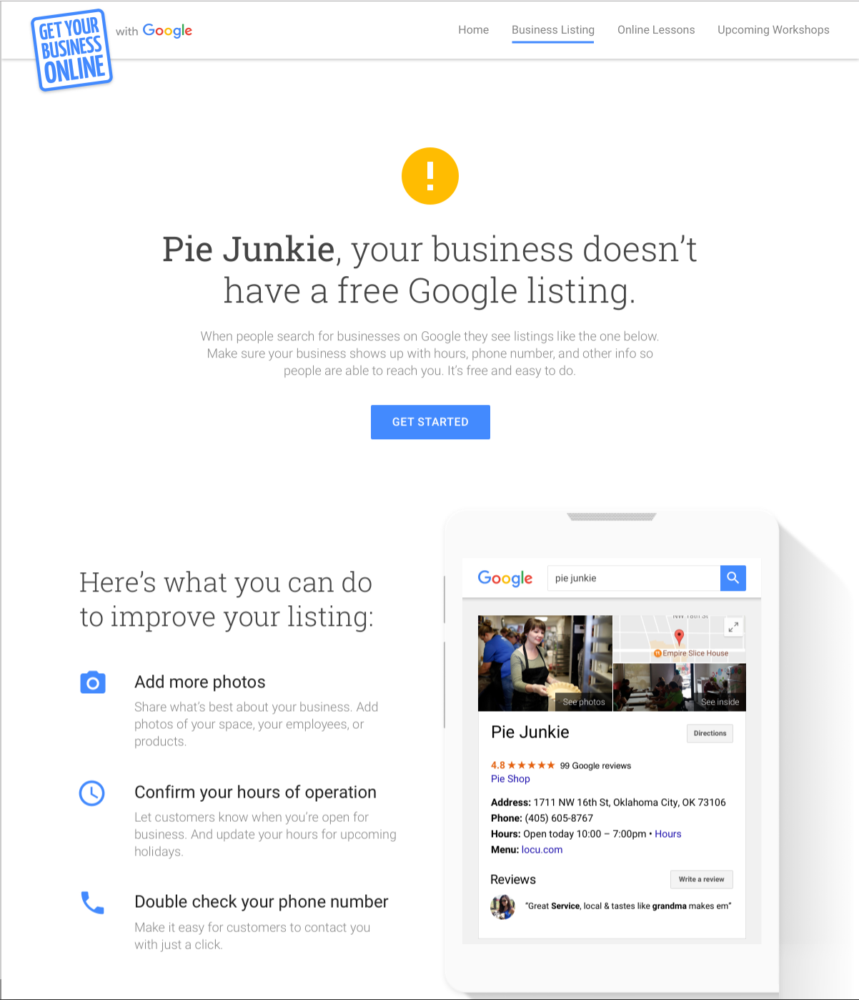 GET YOUR
BUSINESS
ONLINE
with Google
Home
Business Listing
Online Lessons
Upcoming Workshops
Pie Junkie, your business doesn’t
have a free Google listing.
When people search for businesses on Google they see listings like the one below.
Make sure your business shows up with hours, phone number, and other info so
people are able to reach you. It’s free and easy to do.
GET STARTED
Here’s what you can do
to improve your listing:
Add more photos
Share what’s best about your business. Add
photos of your space, your employees, or
products.
Confirm your hours of operation
Let customers know when you’re open for
business. And update your hours for upcoming
holidays.
Double check your phone number
Make it easy for customers to contact you
with just a click.
Google
pie junkie
NW 18th St
Empire Slice House
See photos
See inside
Pie Junkie
Directions
4.8 ★★★★★ 99 Google reviews
Pie Shop
Address: 1711 NW 16th St, Oklahoma City, OK 73106
Phone: (405) 605-8767
Hours: Open today 10:00 – 7:00pm • Hours
Menu: locu.com
Reviews
Write a review
“Great Service, local & tastes like grandma makes em”